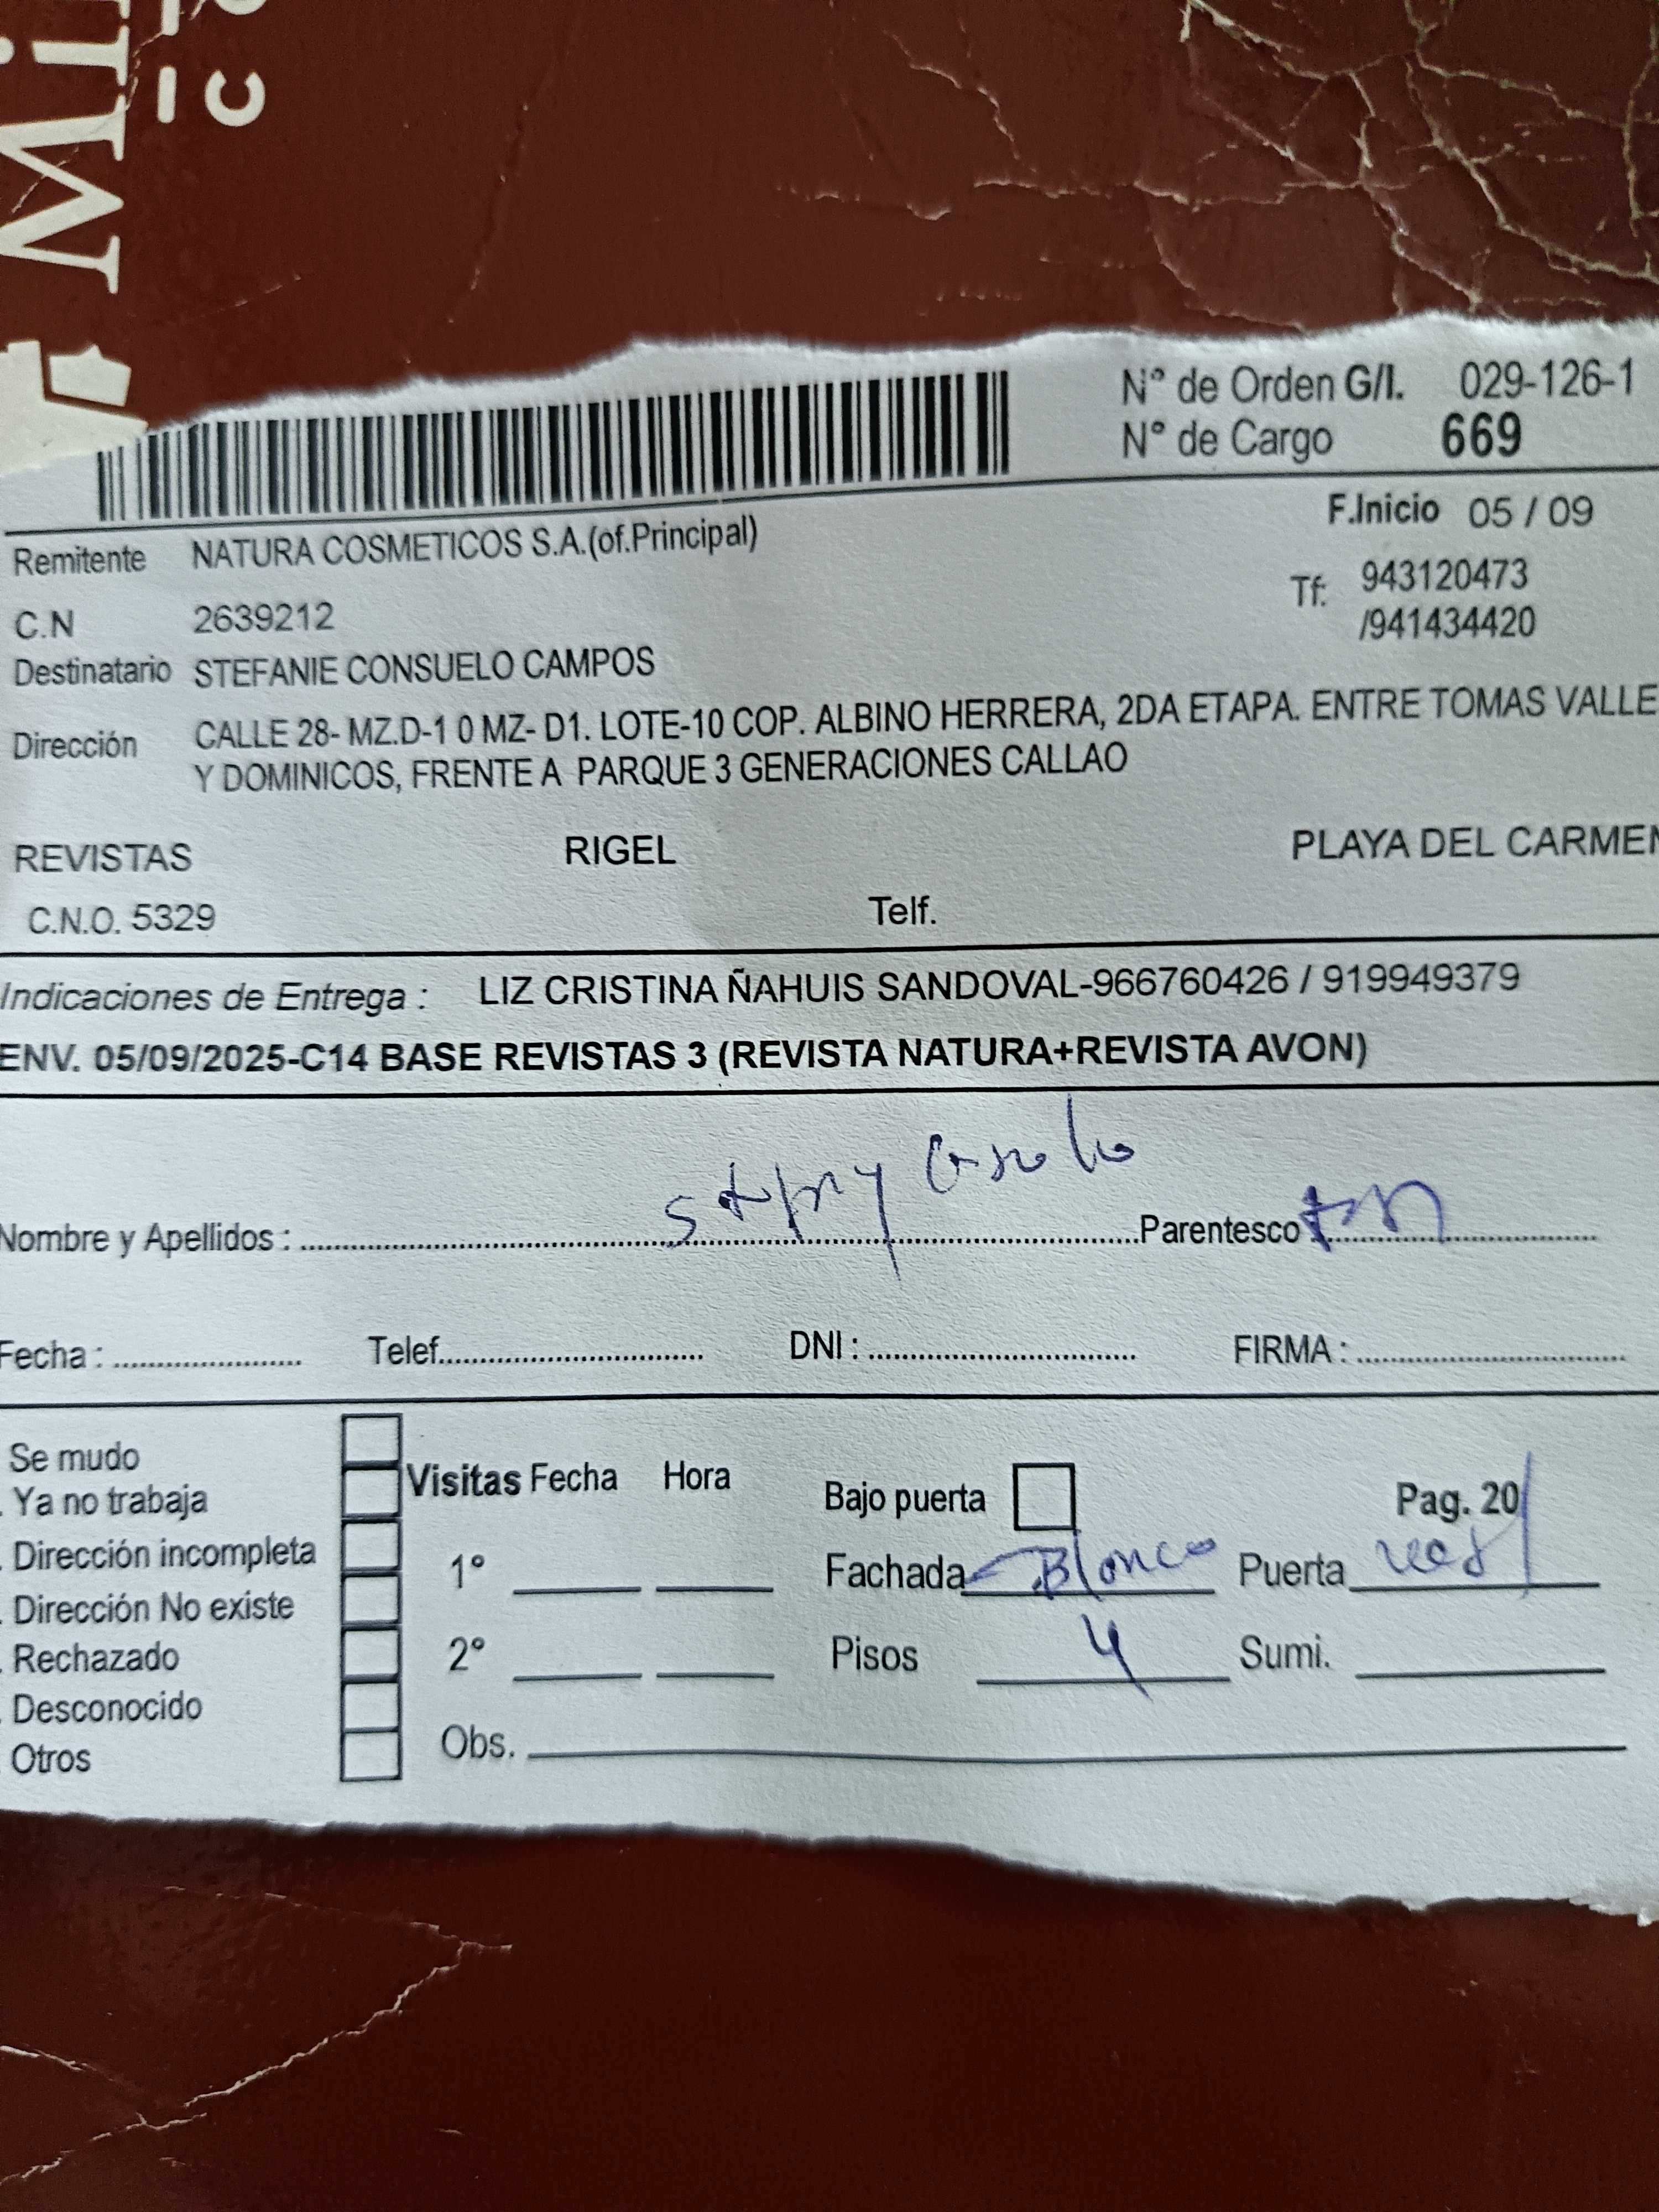 Mi
N° de Orden G/I. 029-126-1
N° de Cargo 669
F.Inicio 05 / 09
Remitente NATURA COSMETICOS S.A.(of.Principal)
Tf: 943120473
/941434420
C.N 2639212
Destinatario STEFANIE CONSUELO CAMPOS
Dirección CALLE 28- MZ.D-1 0 MZ- D1. LOTE-10 COP. ALBINO HERRERA, 2DA ETAPA. ENTRE TOMAS VALLE
Y DOMINICOS, FRENTE A PARQUE 3 GENERACIONES CALLAO
REVISTAS RIGEL PLAYA DEL CARMEN
C.N.O. 5329 Telf.
Indicaciones de Entrega : LIZ CRISTINA ÑAHUIS SANDOVAL-966760426 / 919949379
ENV. 05/09/2025-C14 BASE REVISTAS 3 (REVISTA NATURA+REVISTA AVON)
Nombre y Apellidos : Parentesco
Fecha : Telef. DNI : FIRMA :
Se mudo
Ya no trabaja
Dirección incompleta
Dirección No existe
Rechazado
Desconocido
Otros
Visitas Fecha Hora
1°
2°
Obs.
Bajo puerta Pag. 20
Fachada Blanco Puerta
Pisos 4 Sumi.